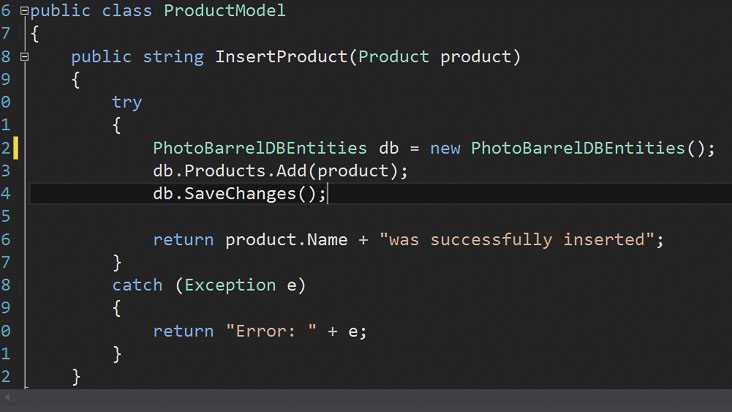 6 public class ProductModel
7 {
8     public string InsertProduct(Product product)
9     {
0         try
1         {
2             PhotoBarrelDBEntities db = new PhotoBarrelDBEntities();
3             db.Products.Add(product);
4             db.SaveChanges();
5
6             return product.Name + "was successfully inserted";
7         }
8         catch (Exception e)
9         {
0             return "Error: " + e;
1         }
2     }